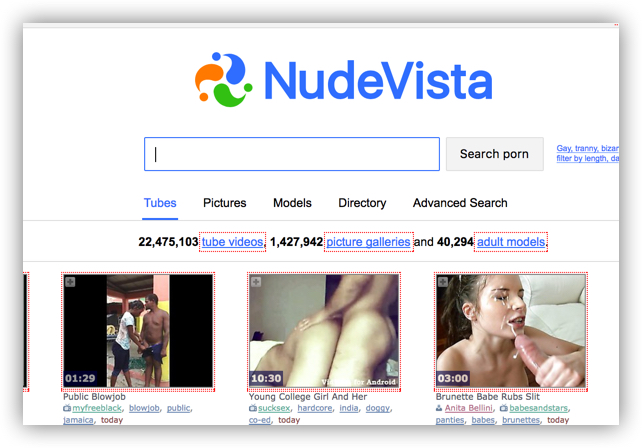 NudeVista
Search porn
Gay, tranny, bizar
filter by length, da
Tubes Pictures Models Directory Advanced Search
22,475,103 tube videos, 1,427,942 picture galleries and 40,294 adult models.
01:29
10:30
Vi for Android
03:00
Public Blowjob
myfreeblack, blowjob, public,
jamaica, today
Young College Girl And Her
sucksex, hardcore, india, doggy,
co-ed, today
Brunette Babe Rubs Slit
Anita Bellini, babesandstars,
panties, babes, brunettes, today